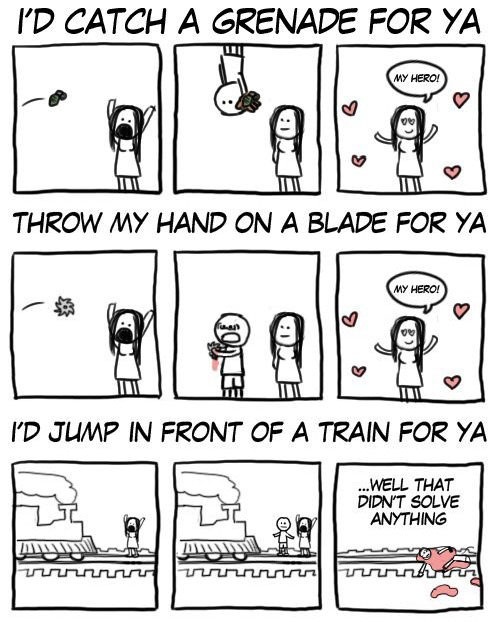 I'D CATCH A GRENADE FOR YA
MY HERO!
THROW MY HAND ON A BLADE FOR YA
MY HERO!
I'D JUMP IN FRONT OF A TRAIN FOR YA
...WELL THAT
DIDN'T SOLVE
ANYTHING